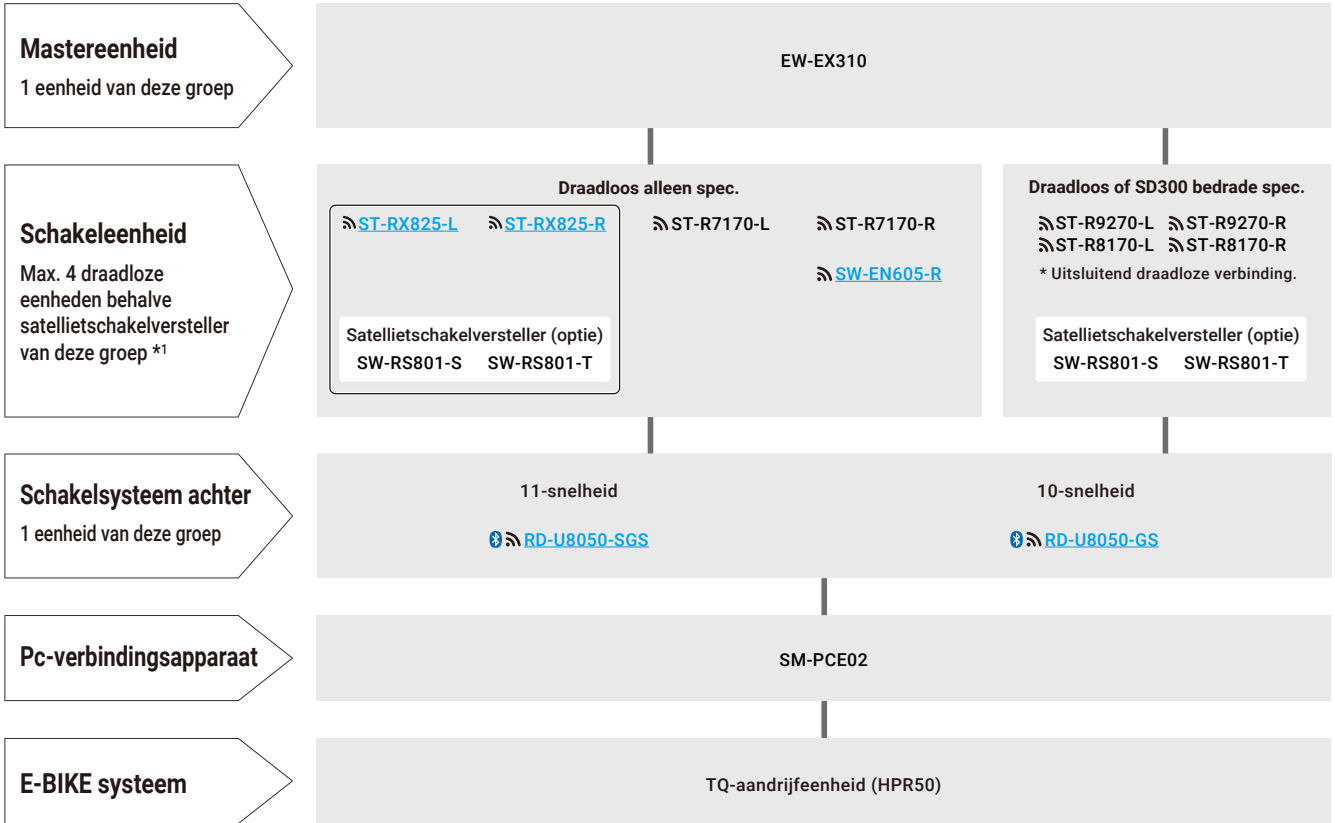 Mastereenheid
1 eenheid van deze groep
EW-EX310
Schakeleenheid
Max. 4 draadloze
eenheden behalve
satellietschakelversteller
van deze groep *1
Draadloos alleen spec.
ST-RX825-L ST-RX825-R ST-R7170-L ST-R7170-R
SW-EN605-R
Satellietschakelversteller (optie)
SW-RS801-S SW-RS801-T
Draadloos of SD300 bedrade spec.
ST-R9270-L ST-R9270-R
ST-R8170-L ST-R8170-R
* Uitsluitend draadloze verbinding.
Satellietschakelversteller (optie)
SW-RS801-S SW-RS801-T
Schakelsysteem achter
1 eenheid van deze groep
11-snelheid
RD-U8050-SGS
10-snelheid
RD-U8050-GS
Pc-verbindingsapparaat
SM-PCE02
E-BIKE systeem
TQ-aandrijfeenheid (HPR50)